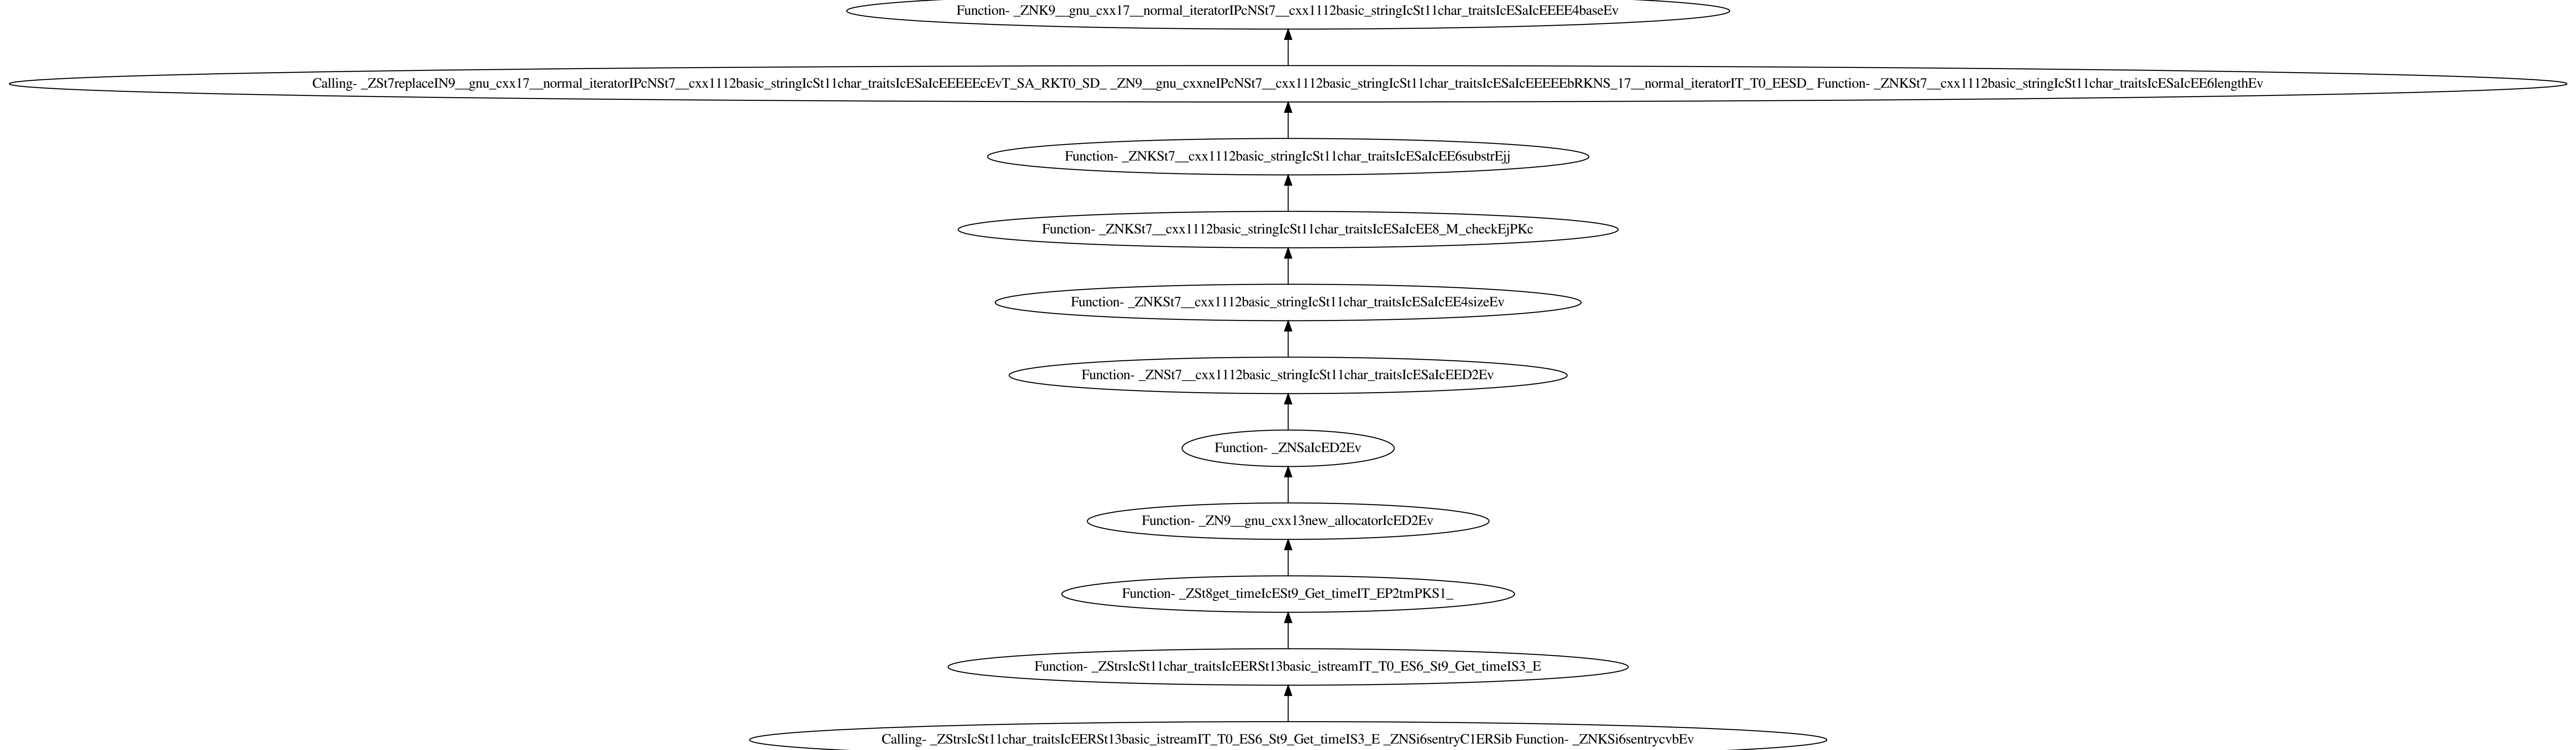 Function- _ZNK9__gnu_cxx17__normal_iteratorIPcNSt7__cxx1112basic_stringIcSt11char_traitsIcESaIcEEEE4baseEv
Calling- _ZSt7replaceIN9__gnu_cxx17__normal_iteratorIPcNSt7__cxx1112basic_stringIcSt11char_traitsIcESaIcEEEEEcEvT_SA_RKT0_SD_ _ZN9__gnu_cxxneIPcNSt7__cxx1112basic_stringIcSt11char_traitsIcESaIcEEEEEbRKNS_17__normal_iteratorIT_T0_EESD_ Function- _ZNKSt7__cxx1112basic_stringIcSt11char_traitsIcESaIcEE6lengthEv
Function- _ZNKSt7__cxx1112basic_stringIcSt11char_traitsIcESaIcEE6substrEjj
Function- _ZNKSt7__cxx1112basic_stringIcSt11char_traitsIcESaIcEE8_M_checkEjPKc
Function- _ZNKSt7__cxx1112basic_stringIcSt11char_traitsIcESaIcEE4sizeEv
Function- _ZNSt7__cxx1112basic_stringIcSt11char_traitsIcESaIcEED2Ev
Function- _ZNSaIcED2Ev
Function- _ZN9__gnu_cxx13new_allocatorIcED2Ev
Function- _ZSt8get_timeIcESt9_Get_timeIT_EP2tmPKS1_
Function- _ZStrsIcSt11char_traitsIcEERSt13basic_istreamIT_T0_ES6_St9_Get_timeIS3_E
Calling- _ZStrsIcSt11char_traitsIcEERSt13basic_istreamIT_T0_ES6_St9_Get_timeIS3_E _ZNSi6sentryC1ERSib Function- _ZNKSi6sentrycvbEv